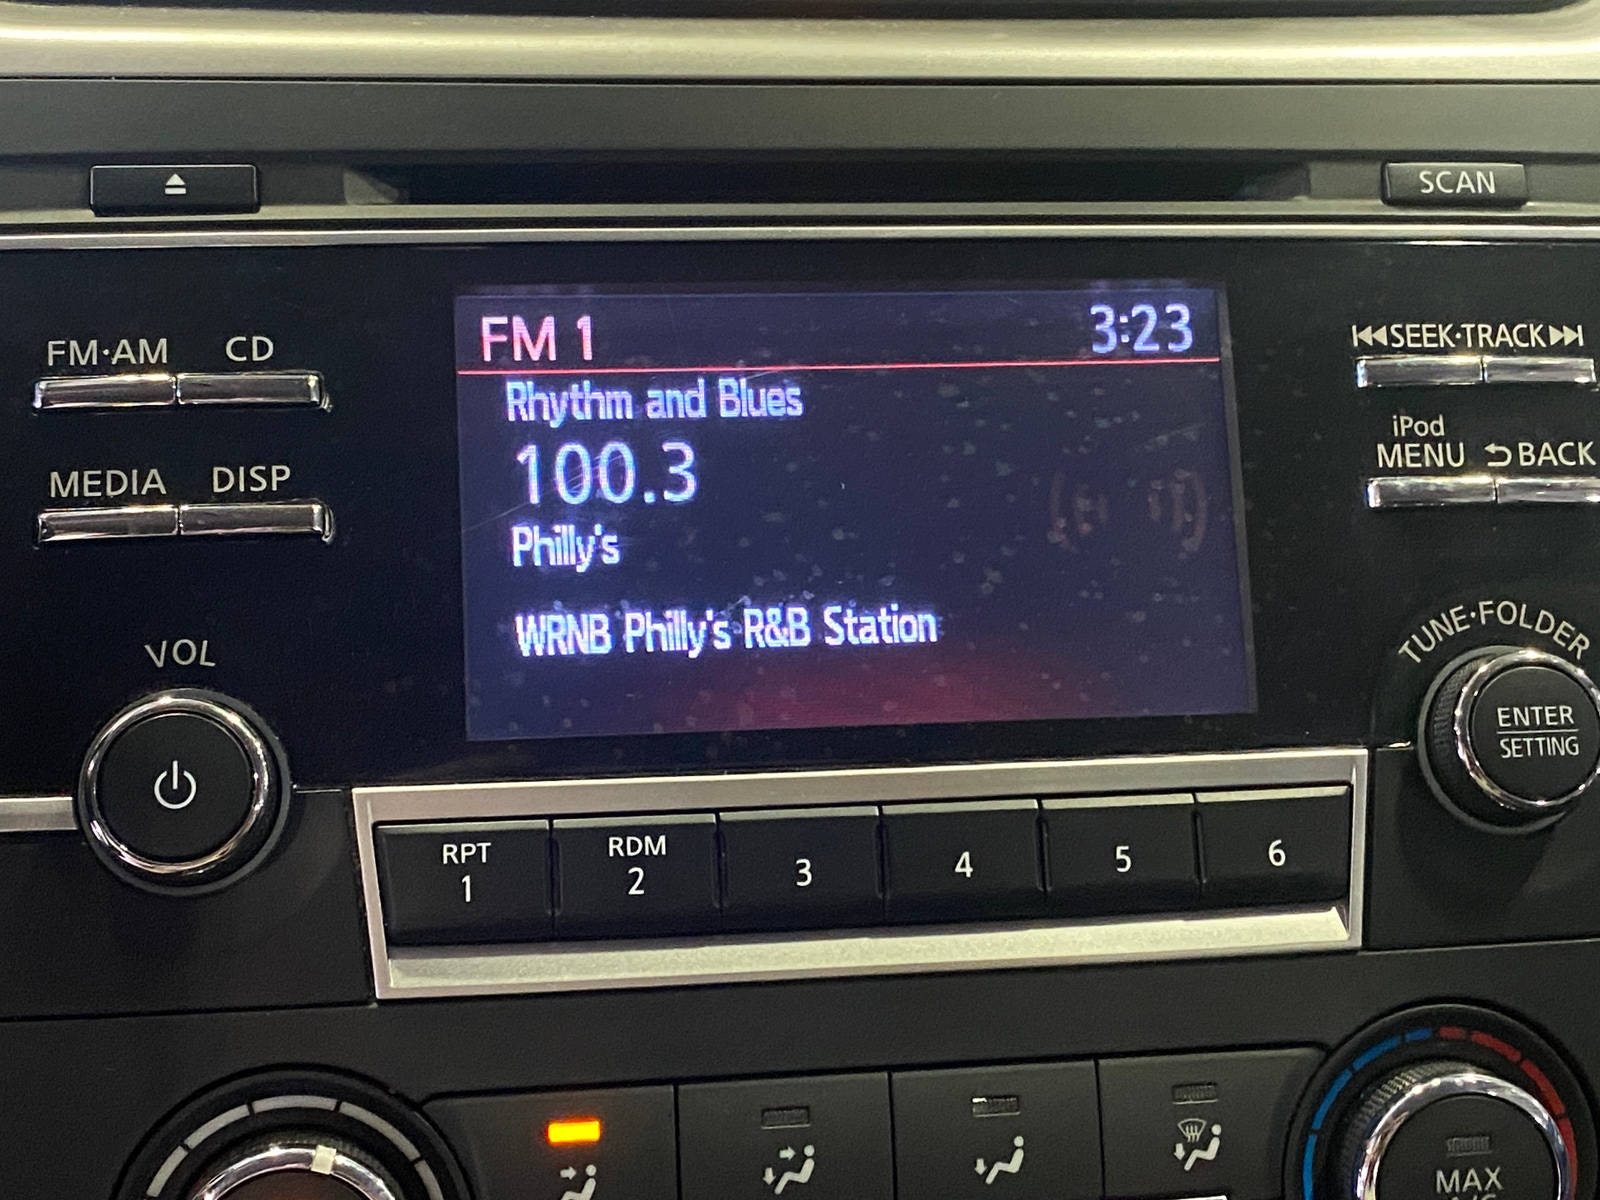 SCAN
FM·AM CD
FM 1 3:23
SEEK·TRACK
Rhythm and Blues
100.3
iPod
MENU BACK
MEDIA DISP
Philly's
WRNB Philly's R&B Station
VOL
TUNE·FOLDER
ENTER
SETTING
RPT
1
RDM
2
3
4
5
6
MAX